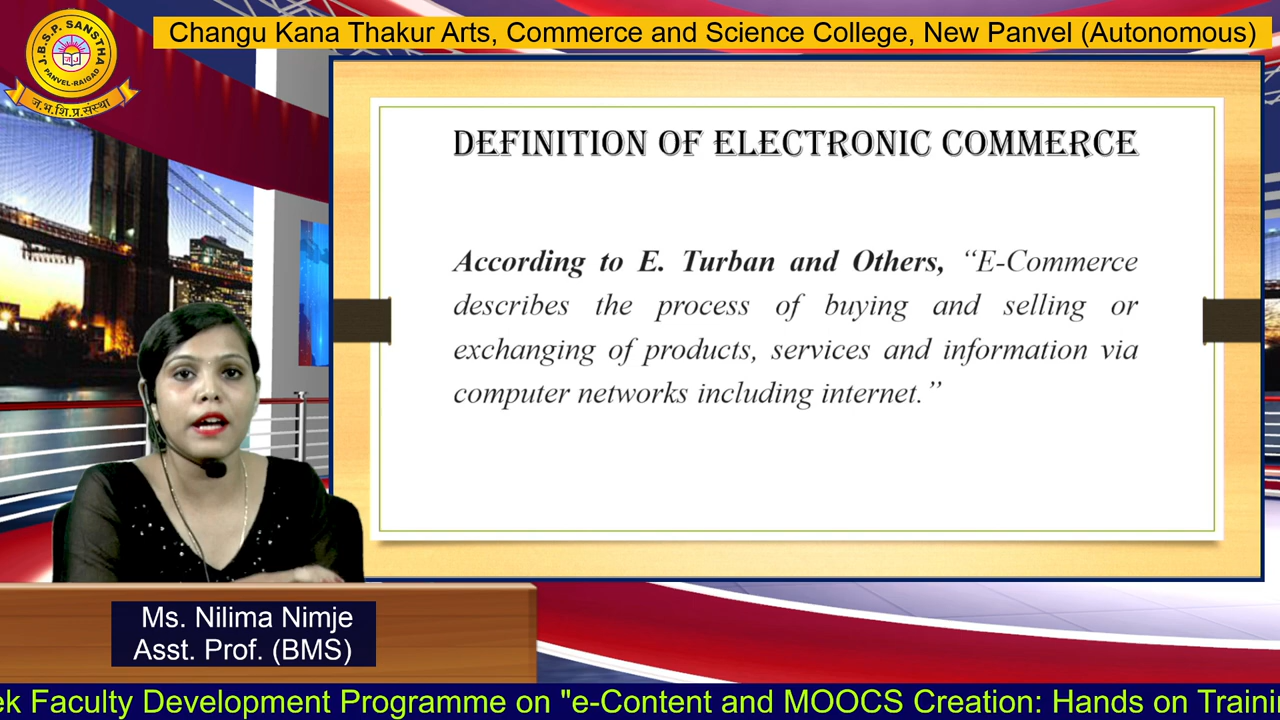 Changu Kana Thakur Arts, Commerce and Science College, New Panvel (Autonomous)
J.B.S.P. SANSTHA
PANVEL-RAIGAD
ज.भ.शि.प्र.संस्था
DEFINITION OF ELECTRONIC COMMERCE
According to E. Turban and Others, “E-Commerce
describes the process of buying and selling or
exchanging of products, services and information via
computer networks including internet.”
Ms. Nilima Nimje
Asst. Prof. (BMS)
ek Faculty Development Programme on "e-Content and MOOCS Creation: Hands on Traini